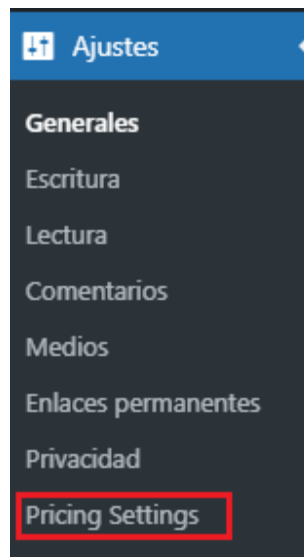 Ajustes
Generales
Escritura
Lectura
Comentarios
Medios
Enlaces permanentes
Privacidad
Pricing Settings